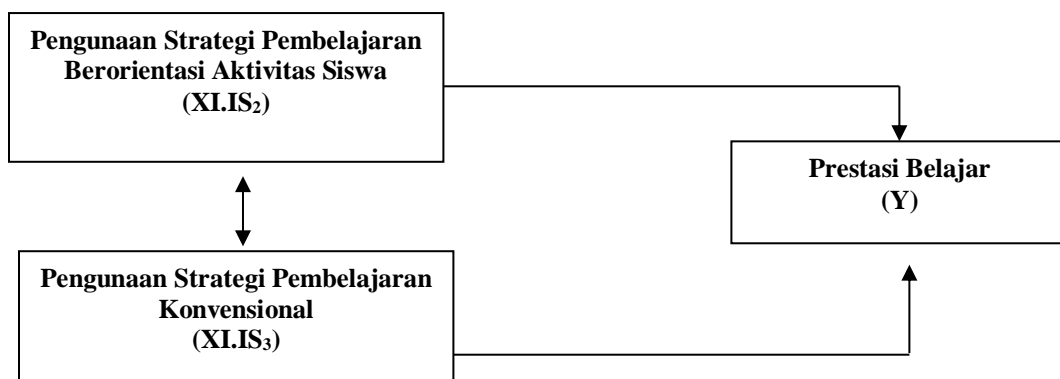 Pengunaan Strategi Pembelajaran
Berorientasi Aktivitas Siswa
(XI.IS₂)
Prestasi Belajar
(Y)
Pengunaan Strategi Pembelajaran
Konvensional
(XI.IS₃)